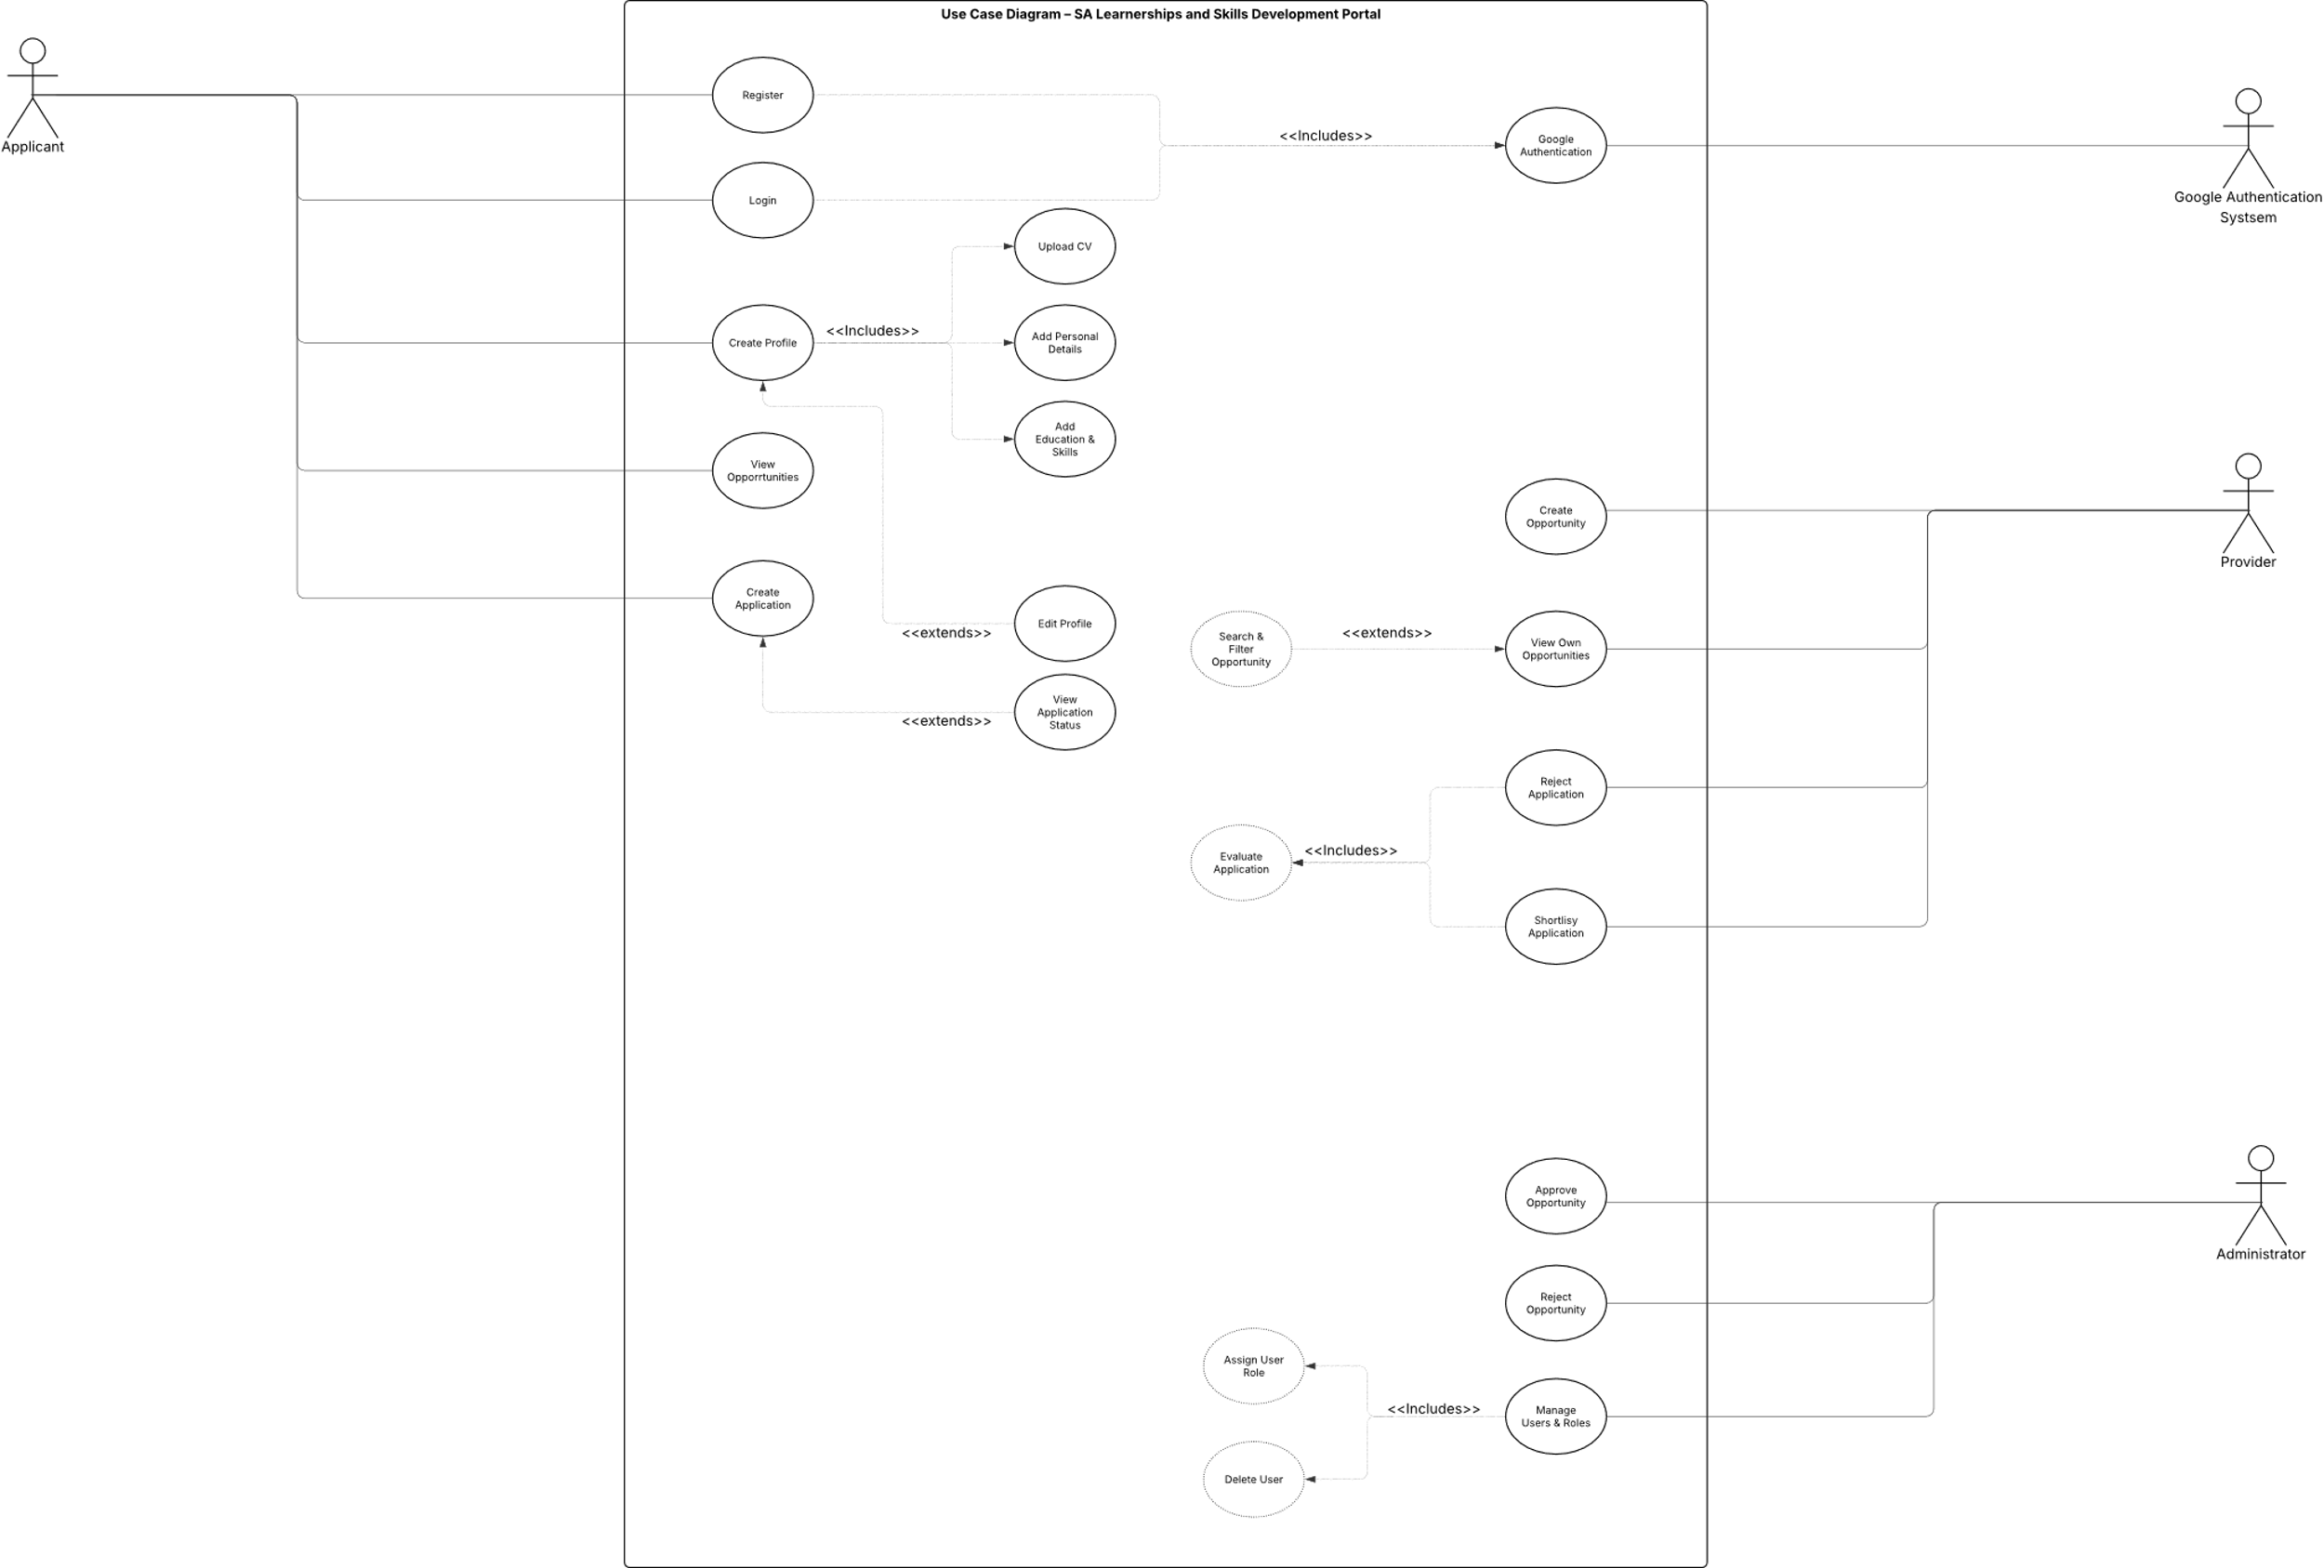 Use Case Diagram – SA Learnerships and Skills Development Portal
Applicant
Register
Login
<<Includes>>
Google
Authentication
Google Authentication
Systsem
Upload CV
Create Profile
<<Includes>>
Add Personal
Details
Add
Education &
Skills
View
Opporrtunities
Create
Application
Edit Profile
<<extends>>
View
Application
Status
<<extends>>
Create
Opportunity
Provider
Search &
Filter
Opportunity
<<extends>>
View Own
Opportunities
Reject
Application
Evaluate
Application
<<Includes>>
Shortlisy
Application
Approve
Opportunity
Administrator
Reject
Opportunity
Assign User
Role
<<Includes>>
Manage
Users & Roles
Delete User